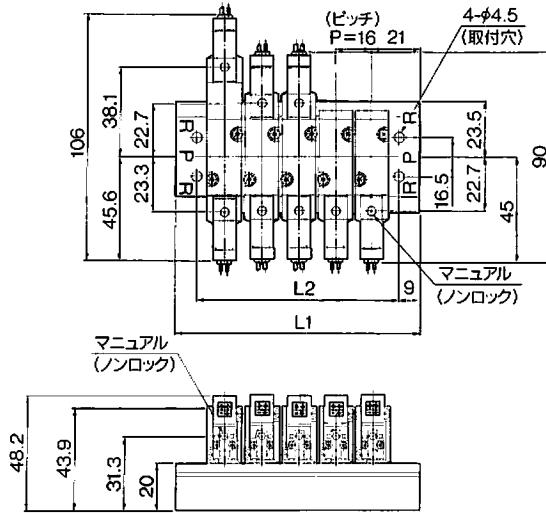 (ピッチ)
P=16 21
4-φ4.5
(取付穴)
106
38.1
22.7
23.3
45.6
R
P
R
R
P
R
23.5
22.7
16.5
45
90
L2
9
L1
マニュアル
(ノンロック)
マニュアル
(ノンロック)
48.2
43.9
31.3
20